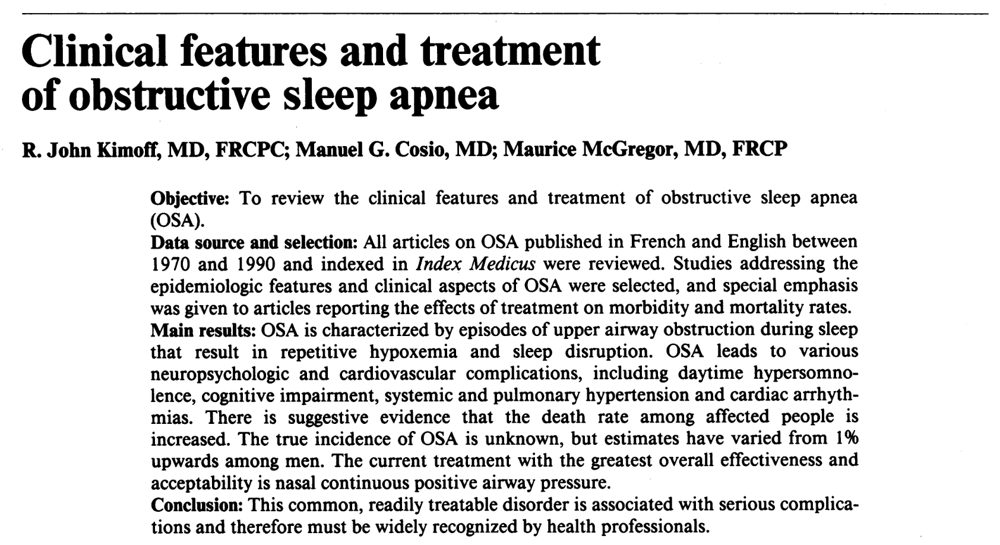 Clinical features and treatment
of obstructive sleep apnea
R. John Kimoff, MD, FRCPC; Manuel G. Cosio, MD; Maurice McGregor, MD, FRCP
Objective: To review the clinical features and treatment of obstructive sleep apnea
(OSA).
Data source and selection: All articles on OSA published in French and English between
1970 and 1990 and indexed in Index Medicus were reviewed. Studies addressing the
epidemiologic features and clinical aspects of OSA were selected, and special emphasis
was given to articles reporting the effects of treatment on morbidity and mortality rates.
Main results: OSA is characterized by episodes of upper airway obstruction during sleep
that result in repetitive hypoxemia and sleep disruption. OSA leads to various
neuropsychologic and cardiovascular complications, including daytime hypersomno-
lence, cognitive impairment, systemic and pulmonary hypertension and cardiac arrhyth-
mias. There is suggestive evidence that the death rate among affected people is
increased. The true incidence of OSA is unknown, but estimates have varied from 1%
upwards among men. The current treatment with the greatest overall effectiveness and
acceptability is nasal continuous positive airway pressure.
Conclusion: This common, readily treatable disorder is associated with serious complica-
tions and therefore must be widely recognized by health professionals.